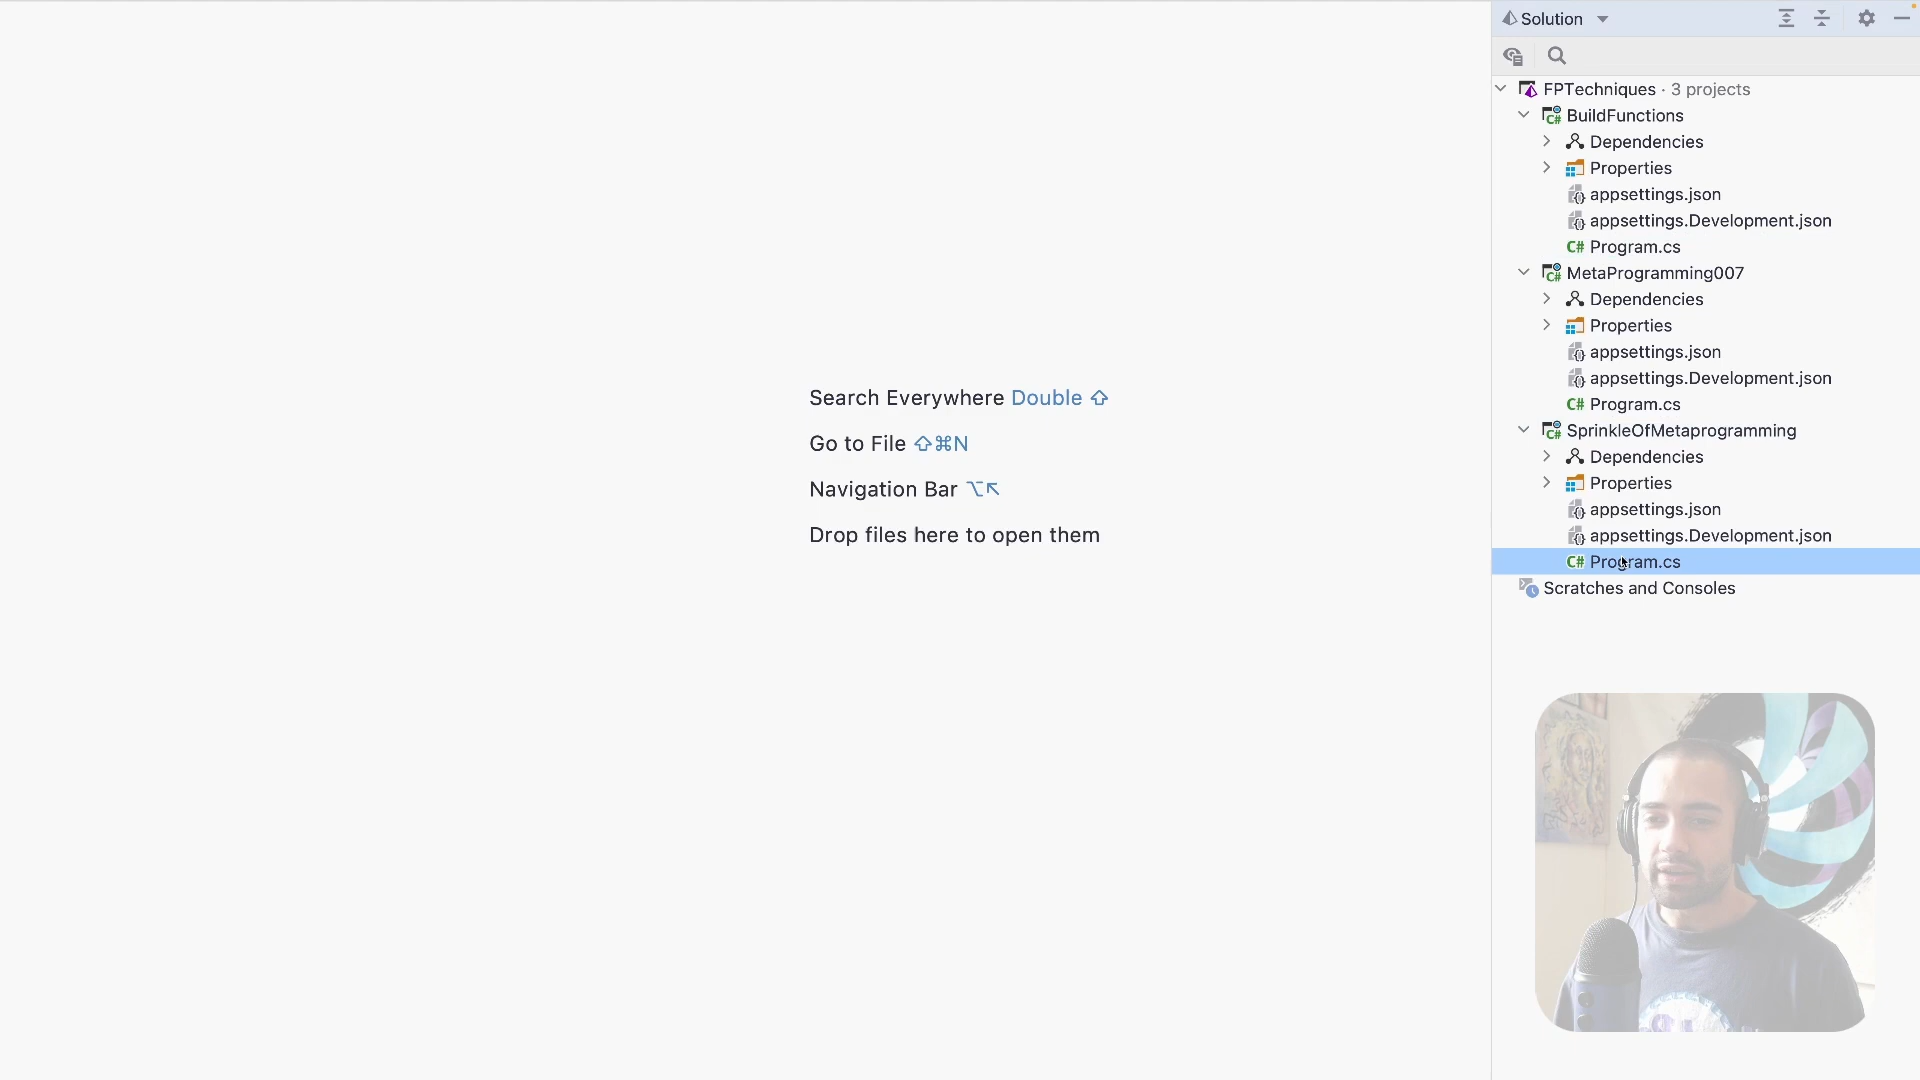 Solution
FPTechniques · 3 projects
BuildFunctions
Dependencies
Properties
appsettings.json
appsettings.Development.json
C# Program.cs
MetaProgramming007
Dependencies
Properties
appsettings.json
appsettings.Development.json
C# Program.cs
SprinkleOfMetaprogramming
Dependencies
Properties
appsettings.json
appsettings.Development.json
C# Program.cs
Scratches and Consoles
Search Everywhere Double ⇧
Go to File ⇧⌘N
Navigation Bar ⌥↖
Drop files here to open them